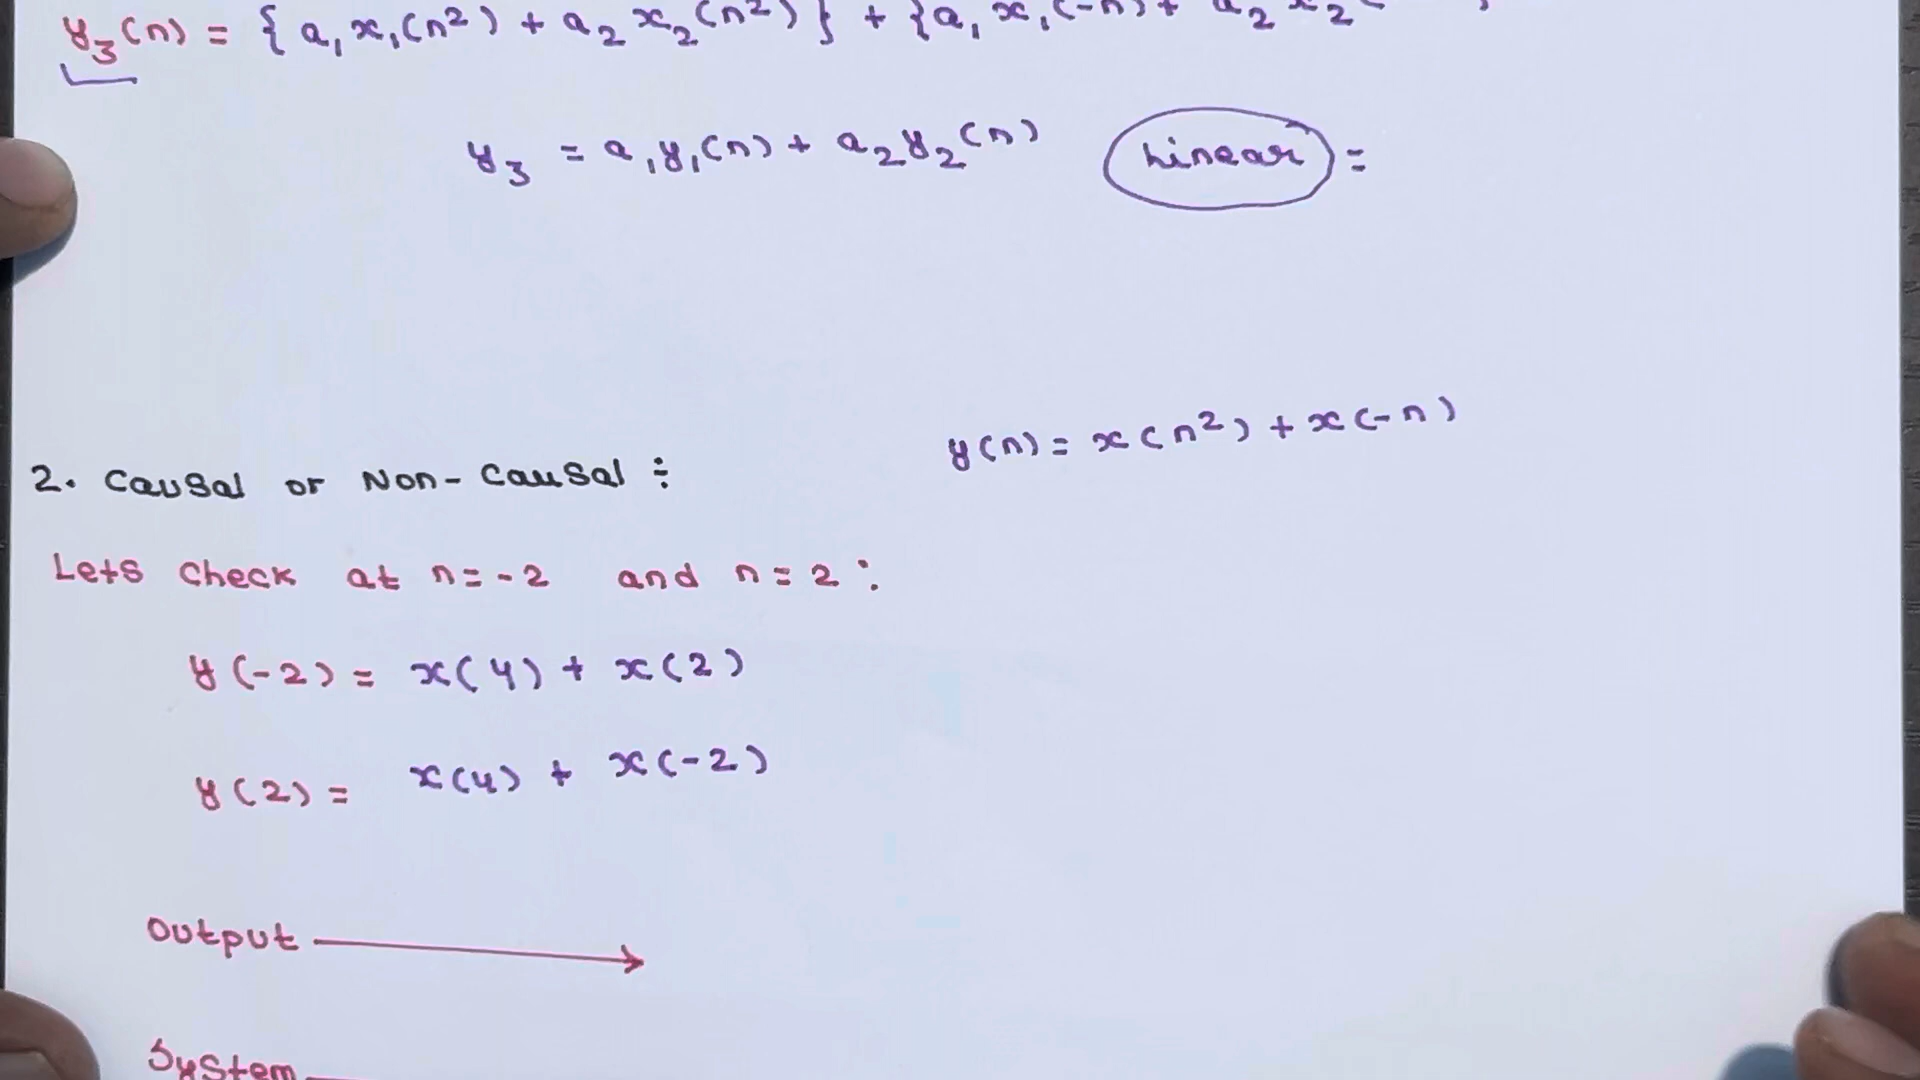 y₃(n) = { a₁x₁(n²) + a₂x₂(n²) } + { a₁x₁(-n) + a₂x₂(
y₃ = a₁y₁(n) + a₂y₂(n) Linear =
y(n) = x(n²) + x(-n)
2. Causal or Non-Causal ÷
Lets check at n=-2 and n=2 :
y(-2) = x(4) + x(2)
y(2) = x(4) + x(-2)
Output →
System